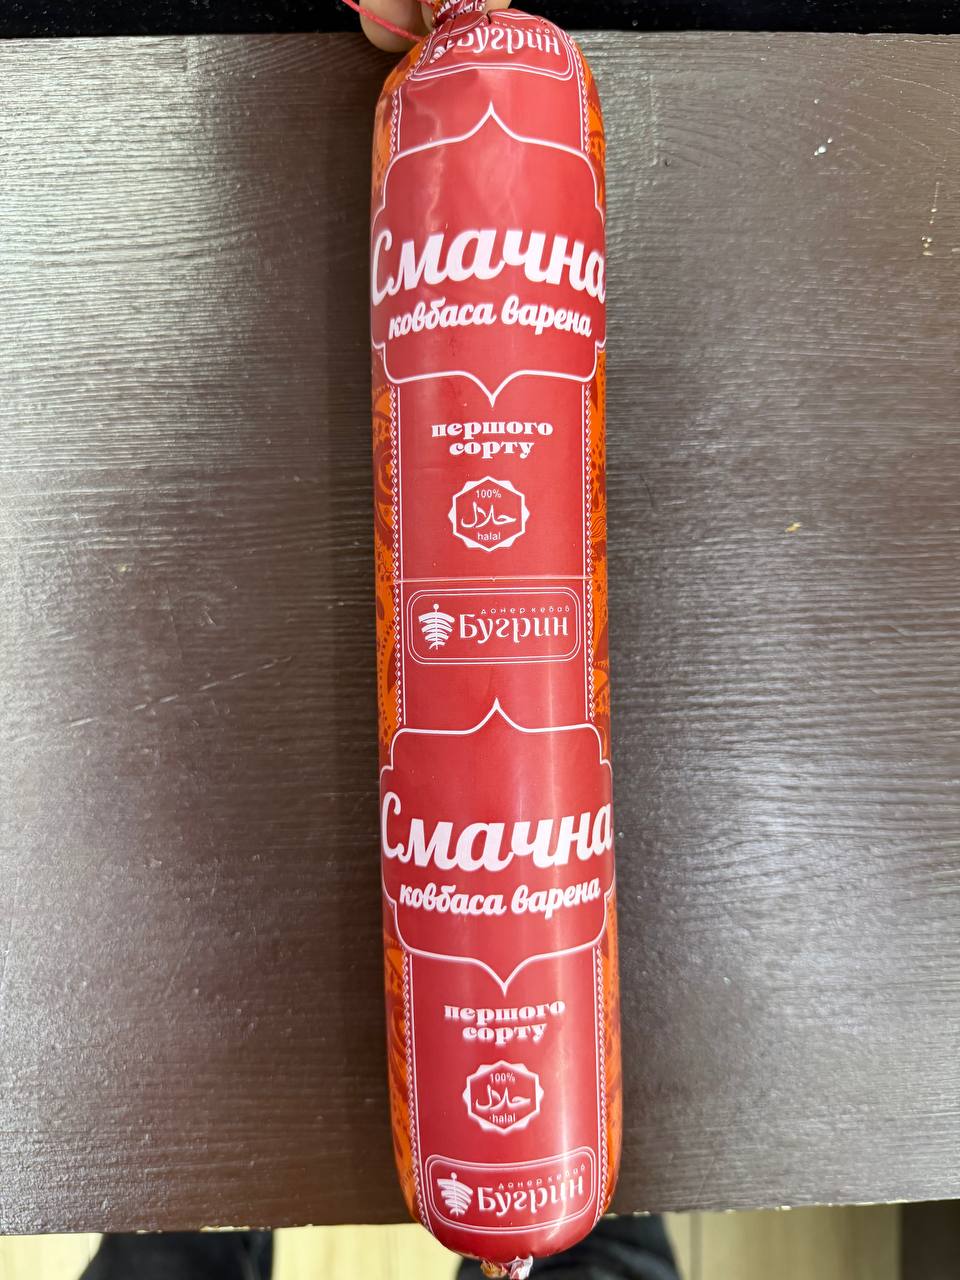 Бугрин
Смачна
ковбаса варена
першого
сорту
100%
حلال
halal
донер кебаб
Бугрин
Смачна
ковбаса варена
першого
сорту
100%
حلال
halal
донер кебаб
Бугрин